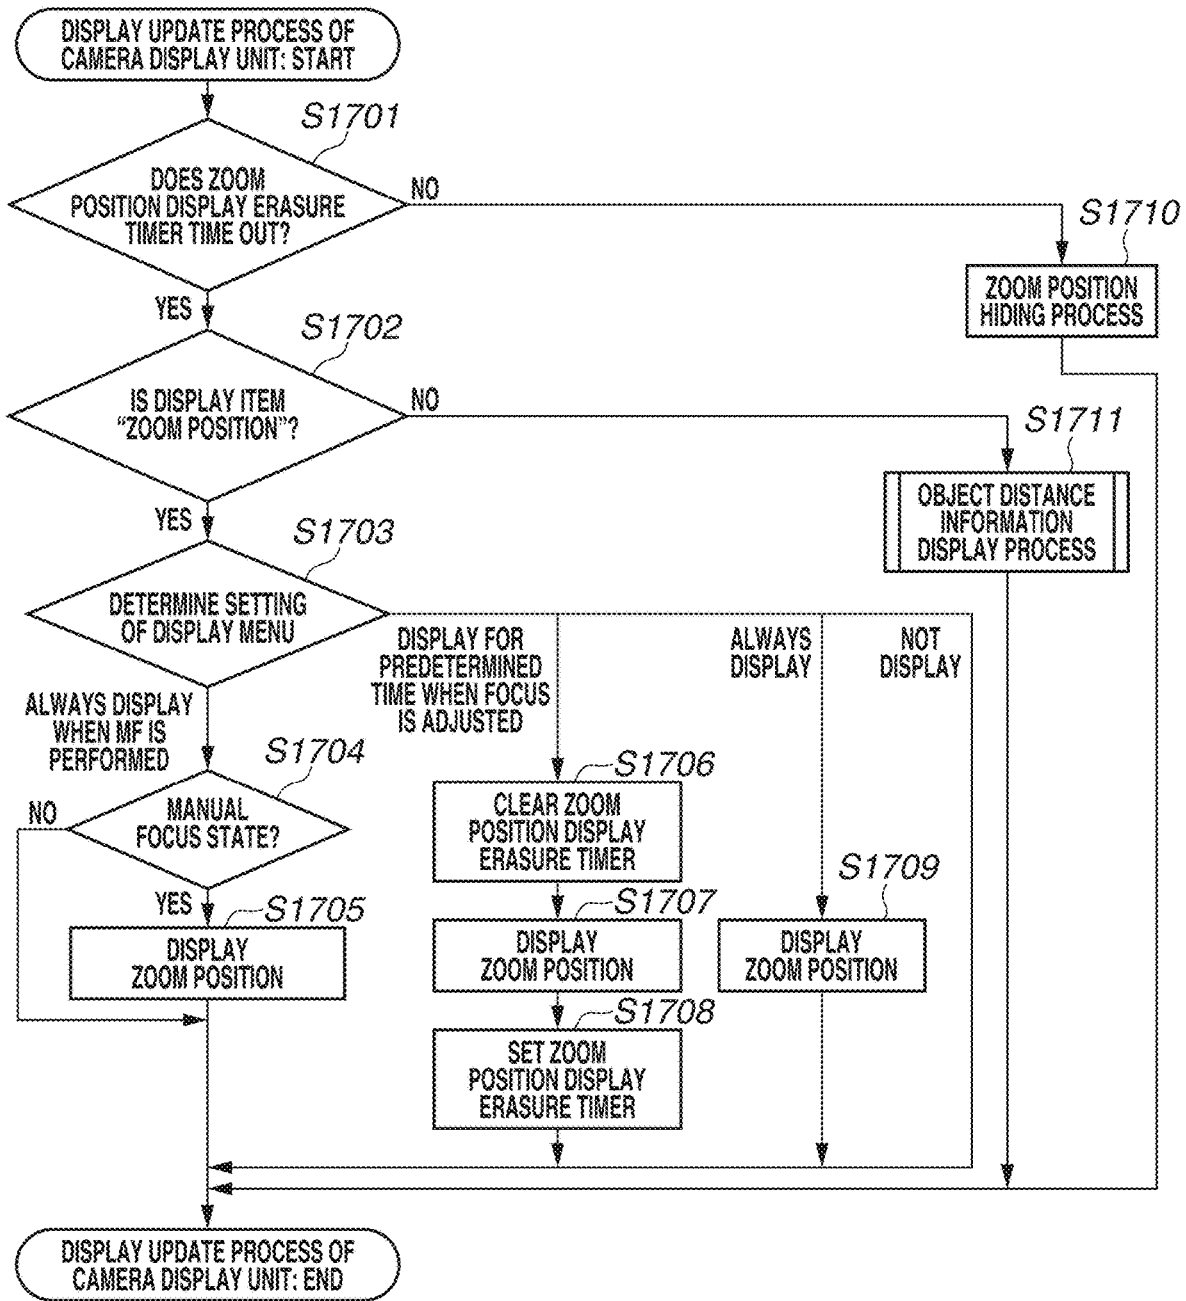 DISPLAY UPDATE PROCESS OF
CAMERA DISPLAY UNIT: START
S1701
DOES ZOOM
POSITION DISPLAY ERASURE
TIMER TIME OUT?
NO
YES
S1710
ZOOM POSITION
HIDING PROCESS
S1702
IS DISPLAY ITEM
“ZOOM POSITION”?
NO
YES
S1711
OBJECT DISTANCE
INFORMATION
DISPLAY PROCESS
S1703
DETERMINE SETTING
OF DISPLAY MENU
ALWAYS DISPLAY
WHEN MF IS
PERFORMED
DISPLAY FOR
PREDETERMINED
TIME WHEN FOCUS
IS ADJUSTED
ALWAYS
DISPLAY
NOT
DISPLAY
S1704
MANUAL
FOCUS STATE?
NO
YES
S1705
DISPLAY
ZOOM POSITION
S1706
CLEAR ZOOM
POSITION DISPLAY
ERASURE TIMER
S1707
DISPLAY
ZOOM POSITION
S1708
SET ZOOM
POSITION DISPLAY
ERASURE TIMER
S1709
DISPLAY
ZOOM POSITION
DISPLAY UPDATE PROCESS OF
CAMERA DISPLAY UNIT: END